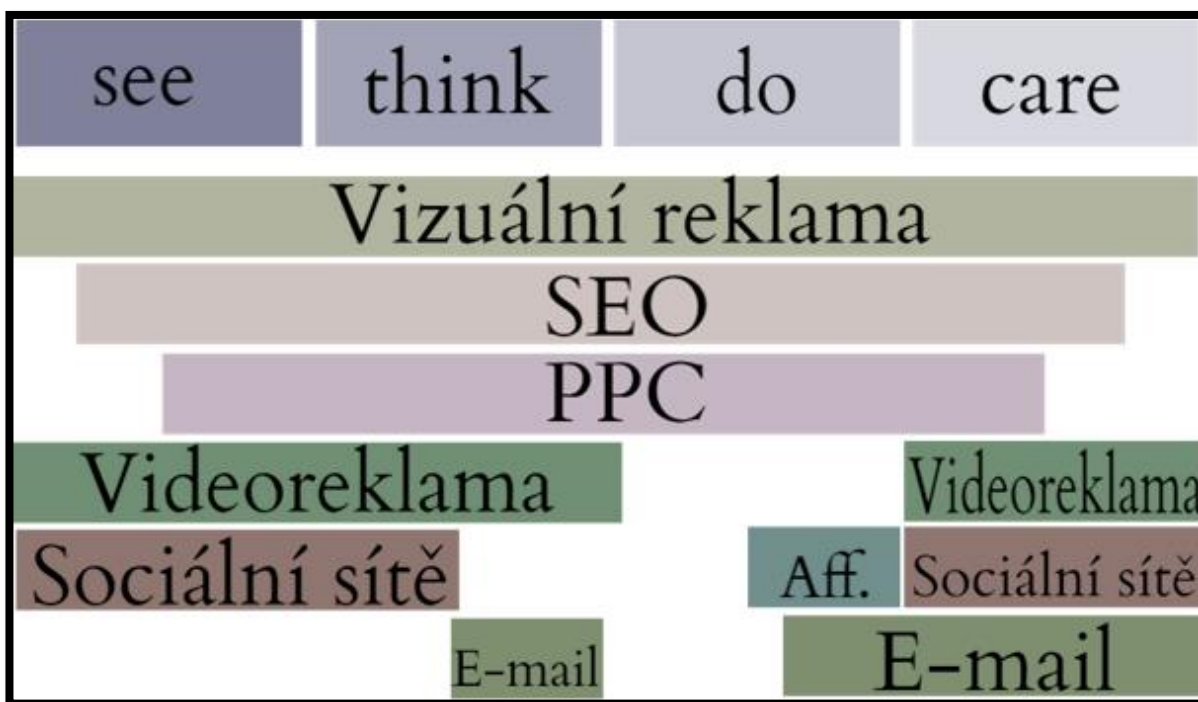 see think do care
Vizuální reklama
SEO
PPC
Videoreklama Videoreklama
Sociální sítě Aff. Sociální sítě
E-mail E-mail